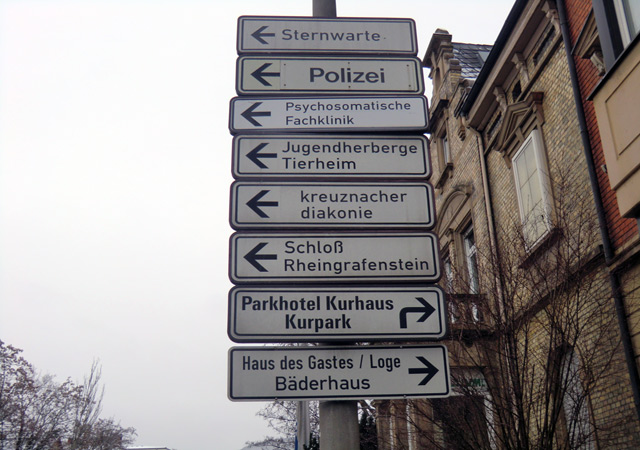 Sternwarte
Polizei
Psychosomatische
Fachklinik
Jugendherberge
Tierheim
kreuznacher
diakonie
Schloß
Rheingrafenstein
Parkhotel Kurhaus
Kurpark
Haus des Gastes / Loge
Bäderhaus